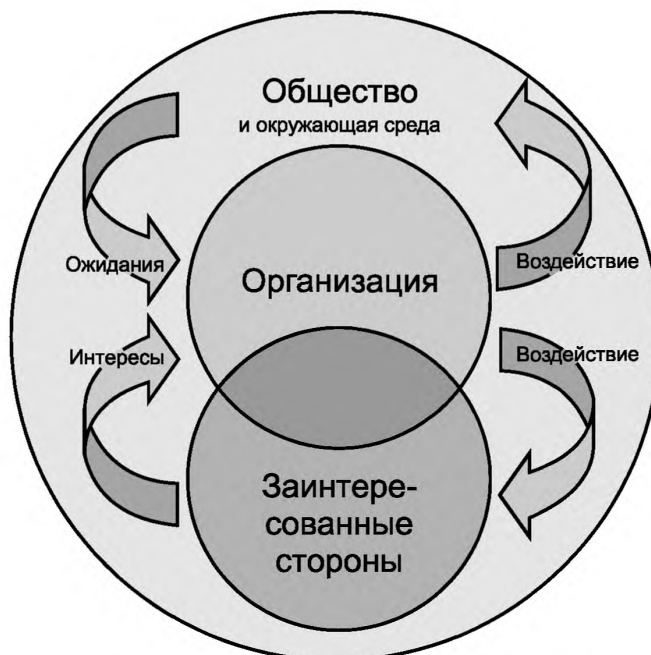 Общество
и окружающая среда
Ожидания
Организация
Воздействие
Интересы
Воздействие
Заинтере-
сованные
стороны